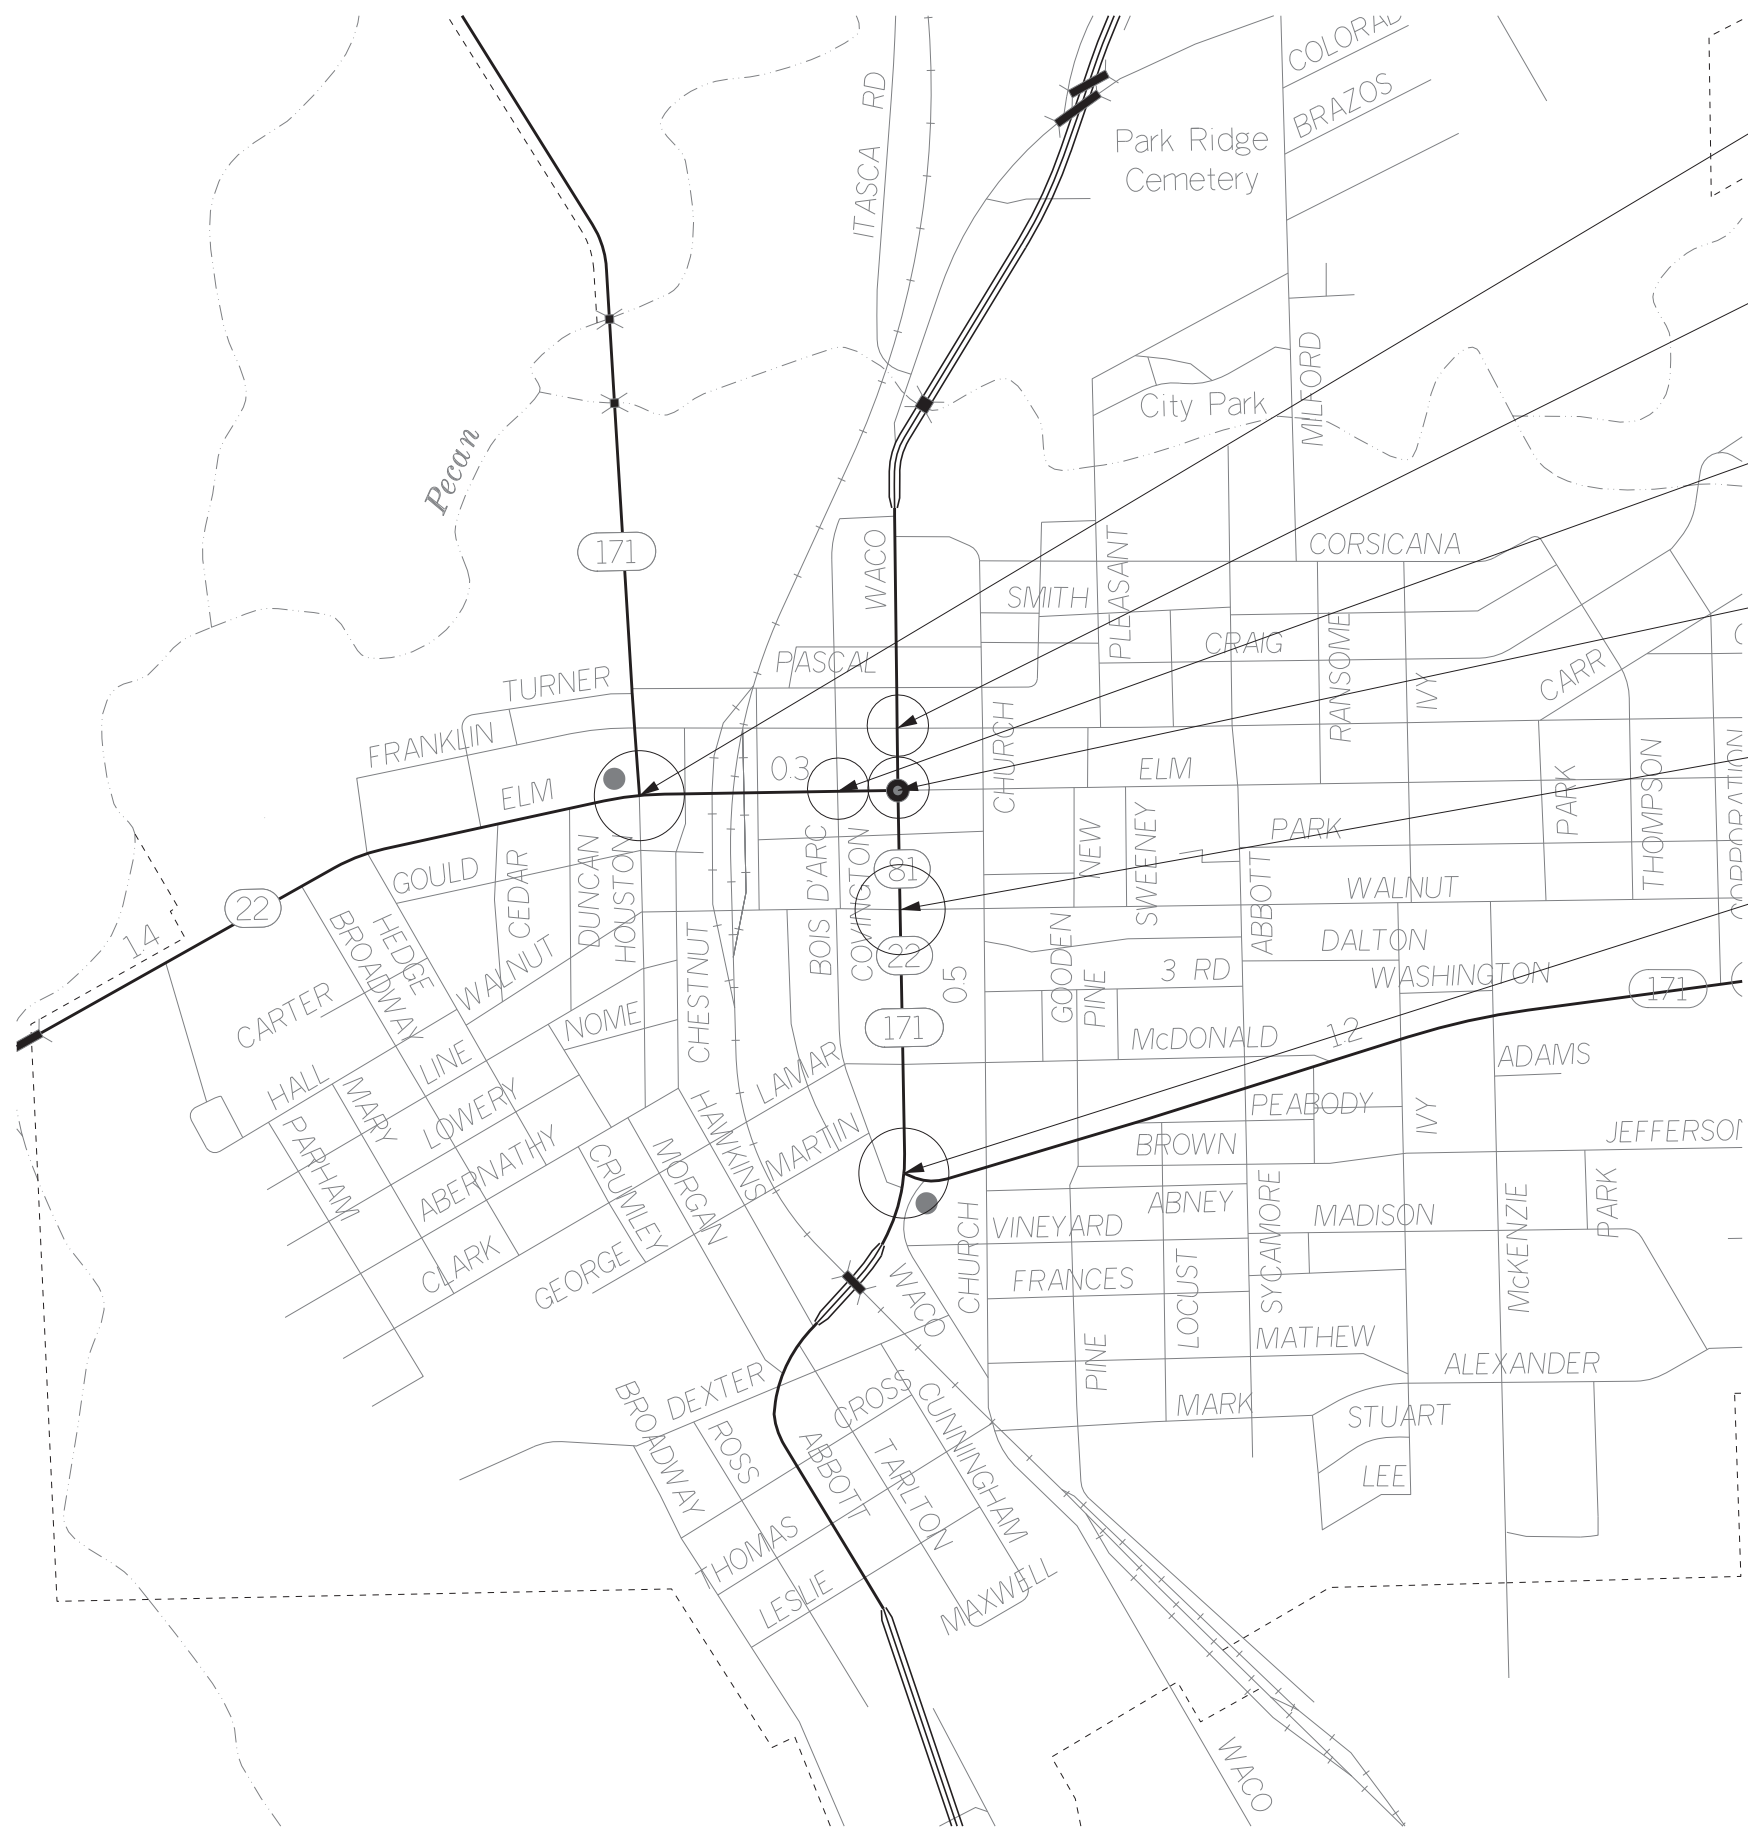 COLORAD
BRAZOS
ITASCA RD
Park Ridge
Cemetery
MILFORD
City Park
Pecan
171
WACO
CORSICANA
PLEASANT
SMITH
CRAIG
RANSOME
PASCAL
TURNER
IVY
CARR
FRANKLIN
CHURCH
0.3
ELM
ELM
PARK
THOMPSON
CORPORATION
NEW
SWEENEY
PARK
D'ARC
BOIS
COVINGTON
81
GOULD
CEDAR
DUNCAN
HOUSTON
ABBOTT
WALNUT
22
1.4
BROADWAY
HEDGE
WALNUT
CHESTNUT
22
0.5
GOODEN
PINE
DALTON
3 RD
WASHINGTON
171
CARTER
NOME
171
McDONALD
1.2
ADAMS
LINE
HALL
MARY
LAMAR
PEABODY
IVY
LOWERY
HAWKINS
MARTIN
BROWN
JEFFERSON
PARHAM
ABERNATHY
CRUMLEY
MORGAN
ABNEY
SYCAMORE
MADISON
McKENZIE
PARK
VINEYARD
CHURCH
CLARK
GEORGE
WACO
FRANCES
LOCUST
PINE
MATHEW
ALEXANDER
DEXTER
CROSS
CUNNINGHAM
MARK
STUART
BROADWAY
ROSS
ABBOTT
TARLTON
LEE
THOMAS
LESLIE
MAXWELL
WACO